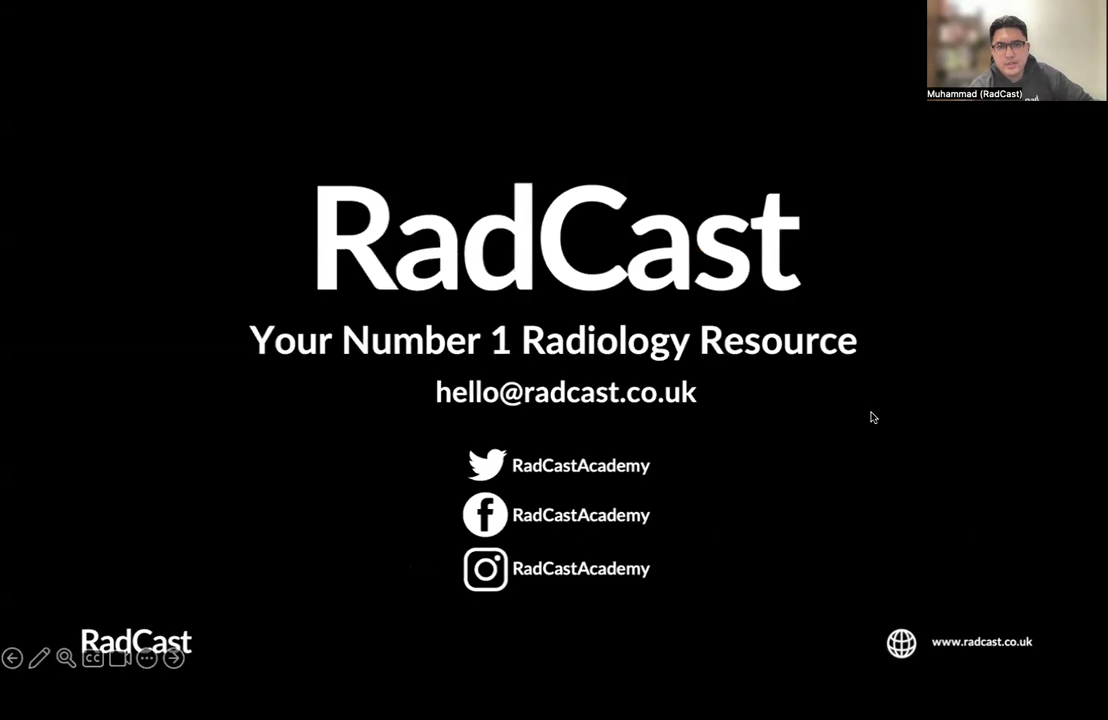 Muhammad (RadCast)
RadCast
Your Number 1 Radiology Resource
hello@radcast.co.uk
RadCastAcademy
RadCastAcademy
RadCastAcademy
RadCast
CC
www.radcast.co.uk